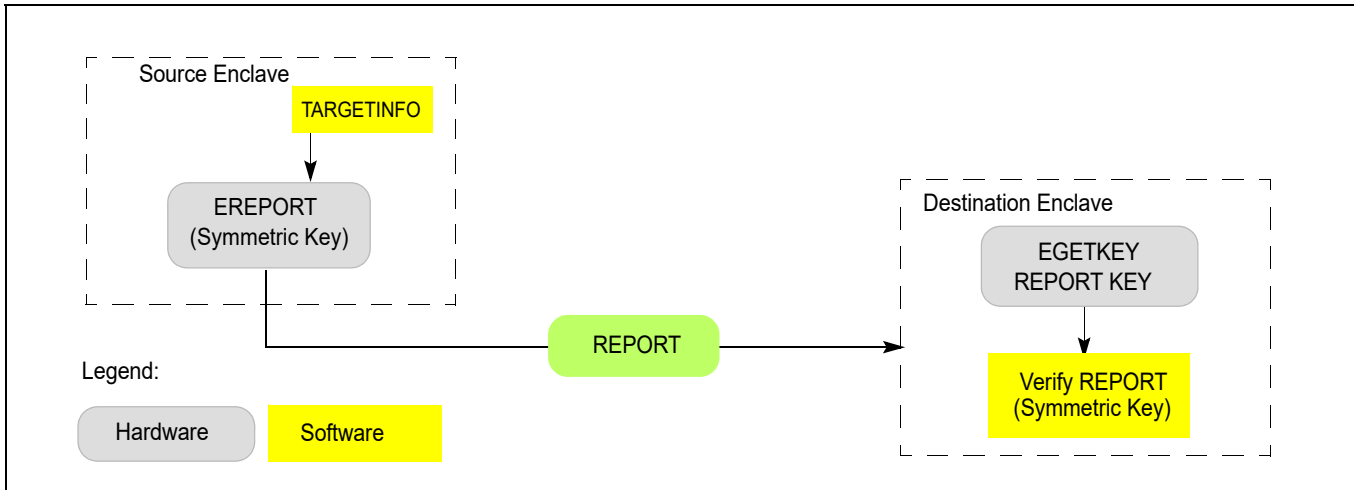 Source Enclave
TARGETINFO
EREPORT
(Symmetric Key)
Destination Enclave
EGETKEY
REPORT KEY
REPORT
Verify REPORT
(Symmetric Key)
Legend:
Hardware
Software